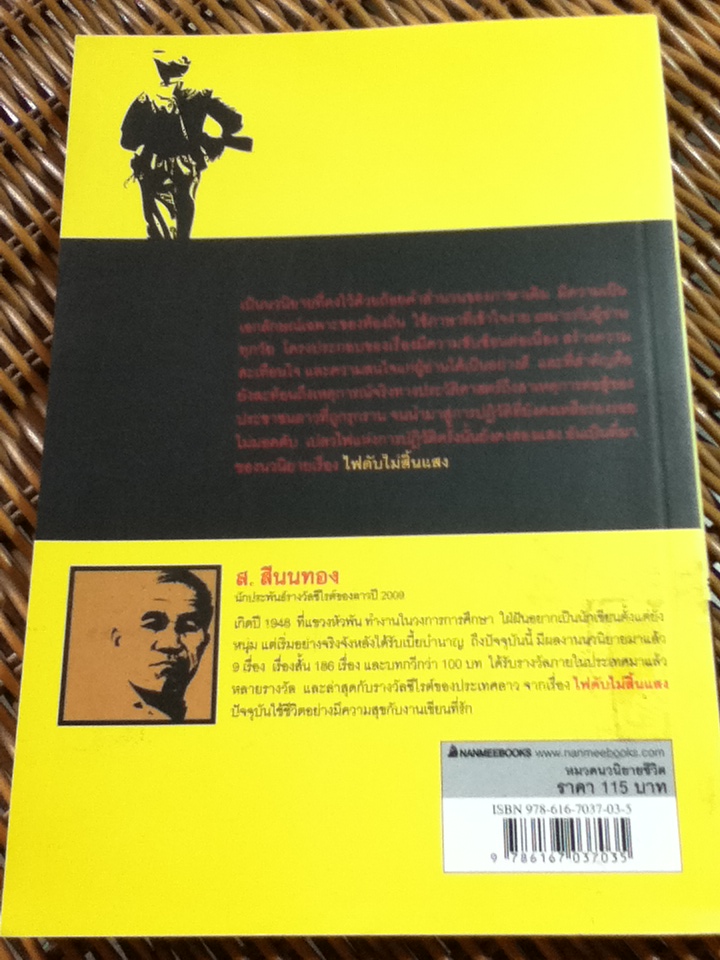 เป็นนวนิยายที่คงไว้ด้วยถ้อยคำสำนวนของภาษาเดิม มีความเป็น
เอกลักษณ์เฉพาะของท้องถิ่น ใช้ภาษาที่เข้าใจง่าย เหมาะกับผู้อ่าน
ทุกวัย โครงประกอบของเรื่องมีความซับซ้อนต่อเนื่อง สร้างความ
สะเทือนใจ และความสนใจแก่ผู้อ่านได้เป็นอย่างดี และที่สำคัญคือ
ยังสะท้อนถึงเหตุการณ์จริงทางประวัติศาสตร์ถึงสาเหตุการต่อสู้ของ
ประชาชนลาวที่ถูกรุกราน จนนำมาสู่การปฏิวัติที่ยังคงเหลือร่องรอย
ไม่มอดดับ เปลวไฟแห่งการปฏิวัติครั้งนั้นยังคงส่องแสง อันเป็นที่มา
ของนวนิยายเรื่อง ไฟดับไม่สิ้นแสง
ส. สีนนทอง
นักประพันธ์รางวัลซีไรต์ของลาวปี 2009
เกิดปี 1948 ที่แขวงหัวพัน ทำงานในวงการการศึกษา ใฝ่ฝันอยากเป็นนักเขียนตั้งแต่ยัง
หนุ่ม แต่เริ่มอย่างจริงจังหลังได้รับเบี้ยบำนาญ ถึงปัจจุบันนี้ มีผลงานนวนิยายมาแล้ว
9 เรื่อง เรื่องสั้น 186 เรื่อง และบทกวีกว่า 100 บท ได้รับรางวัลภายในประเทศมาแล้ว
หลายรางวัล และล่าสุดกับรางวัลซีไรต์ของประเทศลาว จากเรื่อง ไฟดับไม่สิ้นแสง
ปัจจุบันใช้ชีวิตอย่างมีความสุขกับงานเขียนที่รัก
NANMEEBOOKS www.nanmeebooks.com
หมวดนวนิยายชีวิต
ราคา 115 บาท
ISBN 978-616-7037-03-5
9 786167 037035